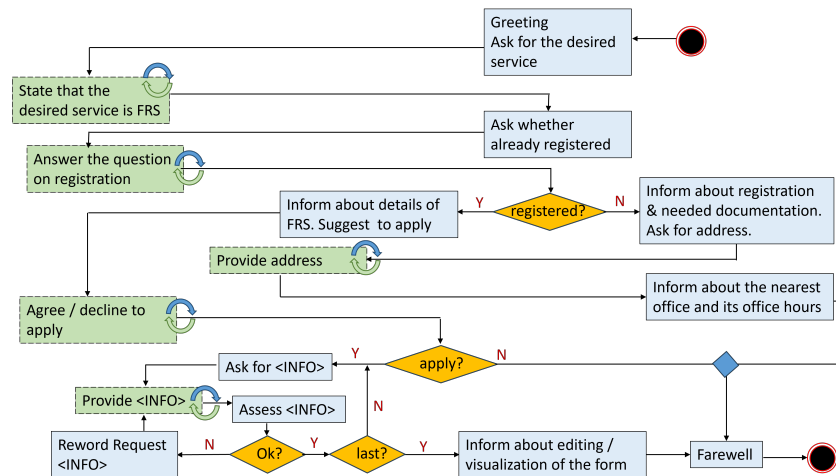 Greeting
Ask for the desired
service
State that the
desired service is FRS
Ask whether
already registered
Answer the question
on registration
Inform about details of
FRS. Suggest to apply
Y
registered?
N
Inform about registration
& needed documentation.
Ask for address.
Provide address
Inform about the nearest
office and its office hours
Agree / decline to
apply
Ask for <INFO>
Y
apply?
N
Provide <INFO>
Assess <INFO>
N
Reword Request
<INFO>
N
Ok?
Y
last?
Y
Inform about editing /
visualization of the form
Farewell